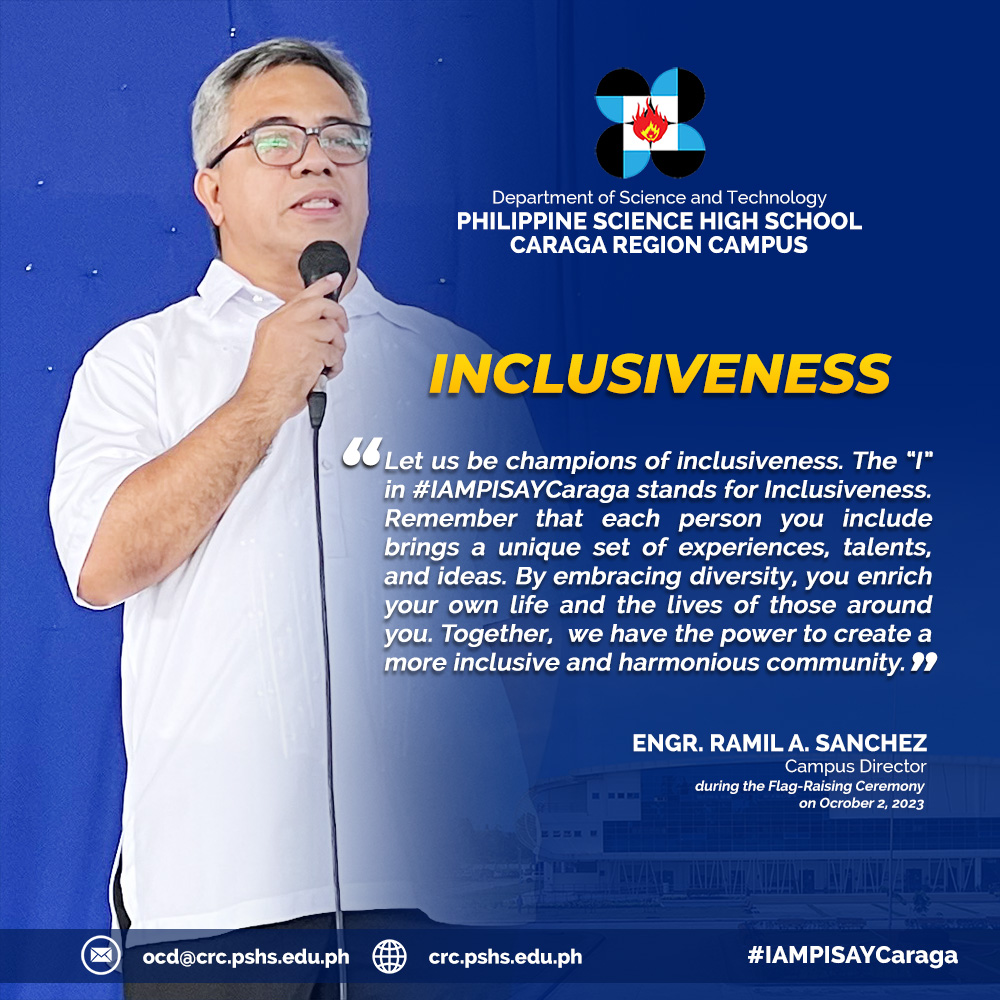 Department of Science and Technology
PHILIPPINE SCIENCE HIGH SCHOOL
CARAGA REGION CAMPUS
INCLUSIVENESS
“Let us be champions of inclusiveness. The “I”
in #IAMPISAYCaraga stands for Inclusiveness.
Remember that each person you include
brings a unique set of experiences, talents,
and ideas. By embracing diversity, you enrich
your own life and the lives of those around
you. Together,  we have the power to create a
more inclusive and harmonious community.”
ENGR. RAMIL A. SANCHEZ
Campus Director
during the Flag-Raising Ceremony
on Ocrober 2, 2023
ocd@crc.pshs.edu.ph
crc.pshs.edu.ph
#IAMPISAYCaraga